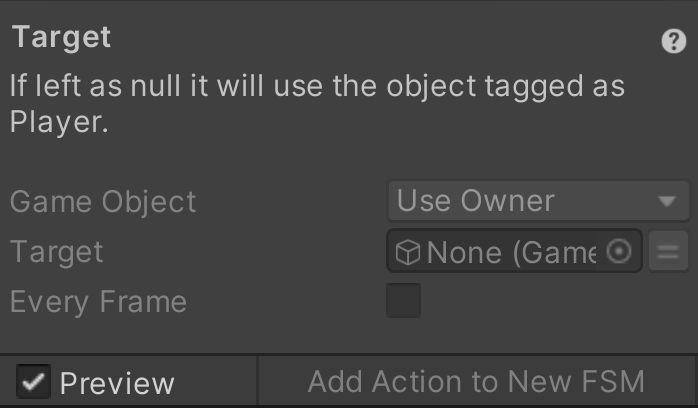 Target
If left as null it will use the object tagged as
Player.
Game Object Use Owner
Target None (Game
Every Frame
Preview Add Action to New FSM